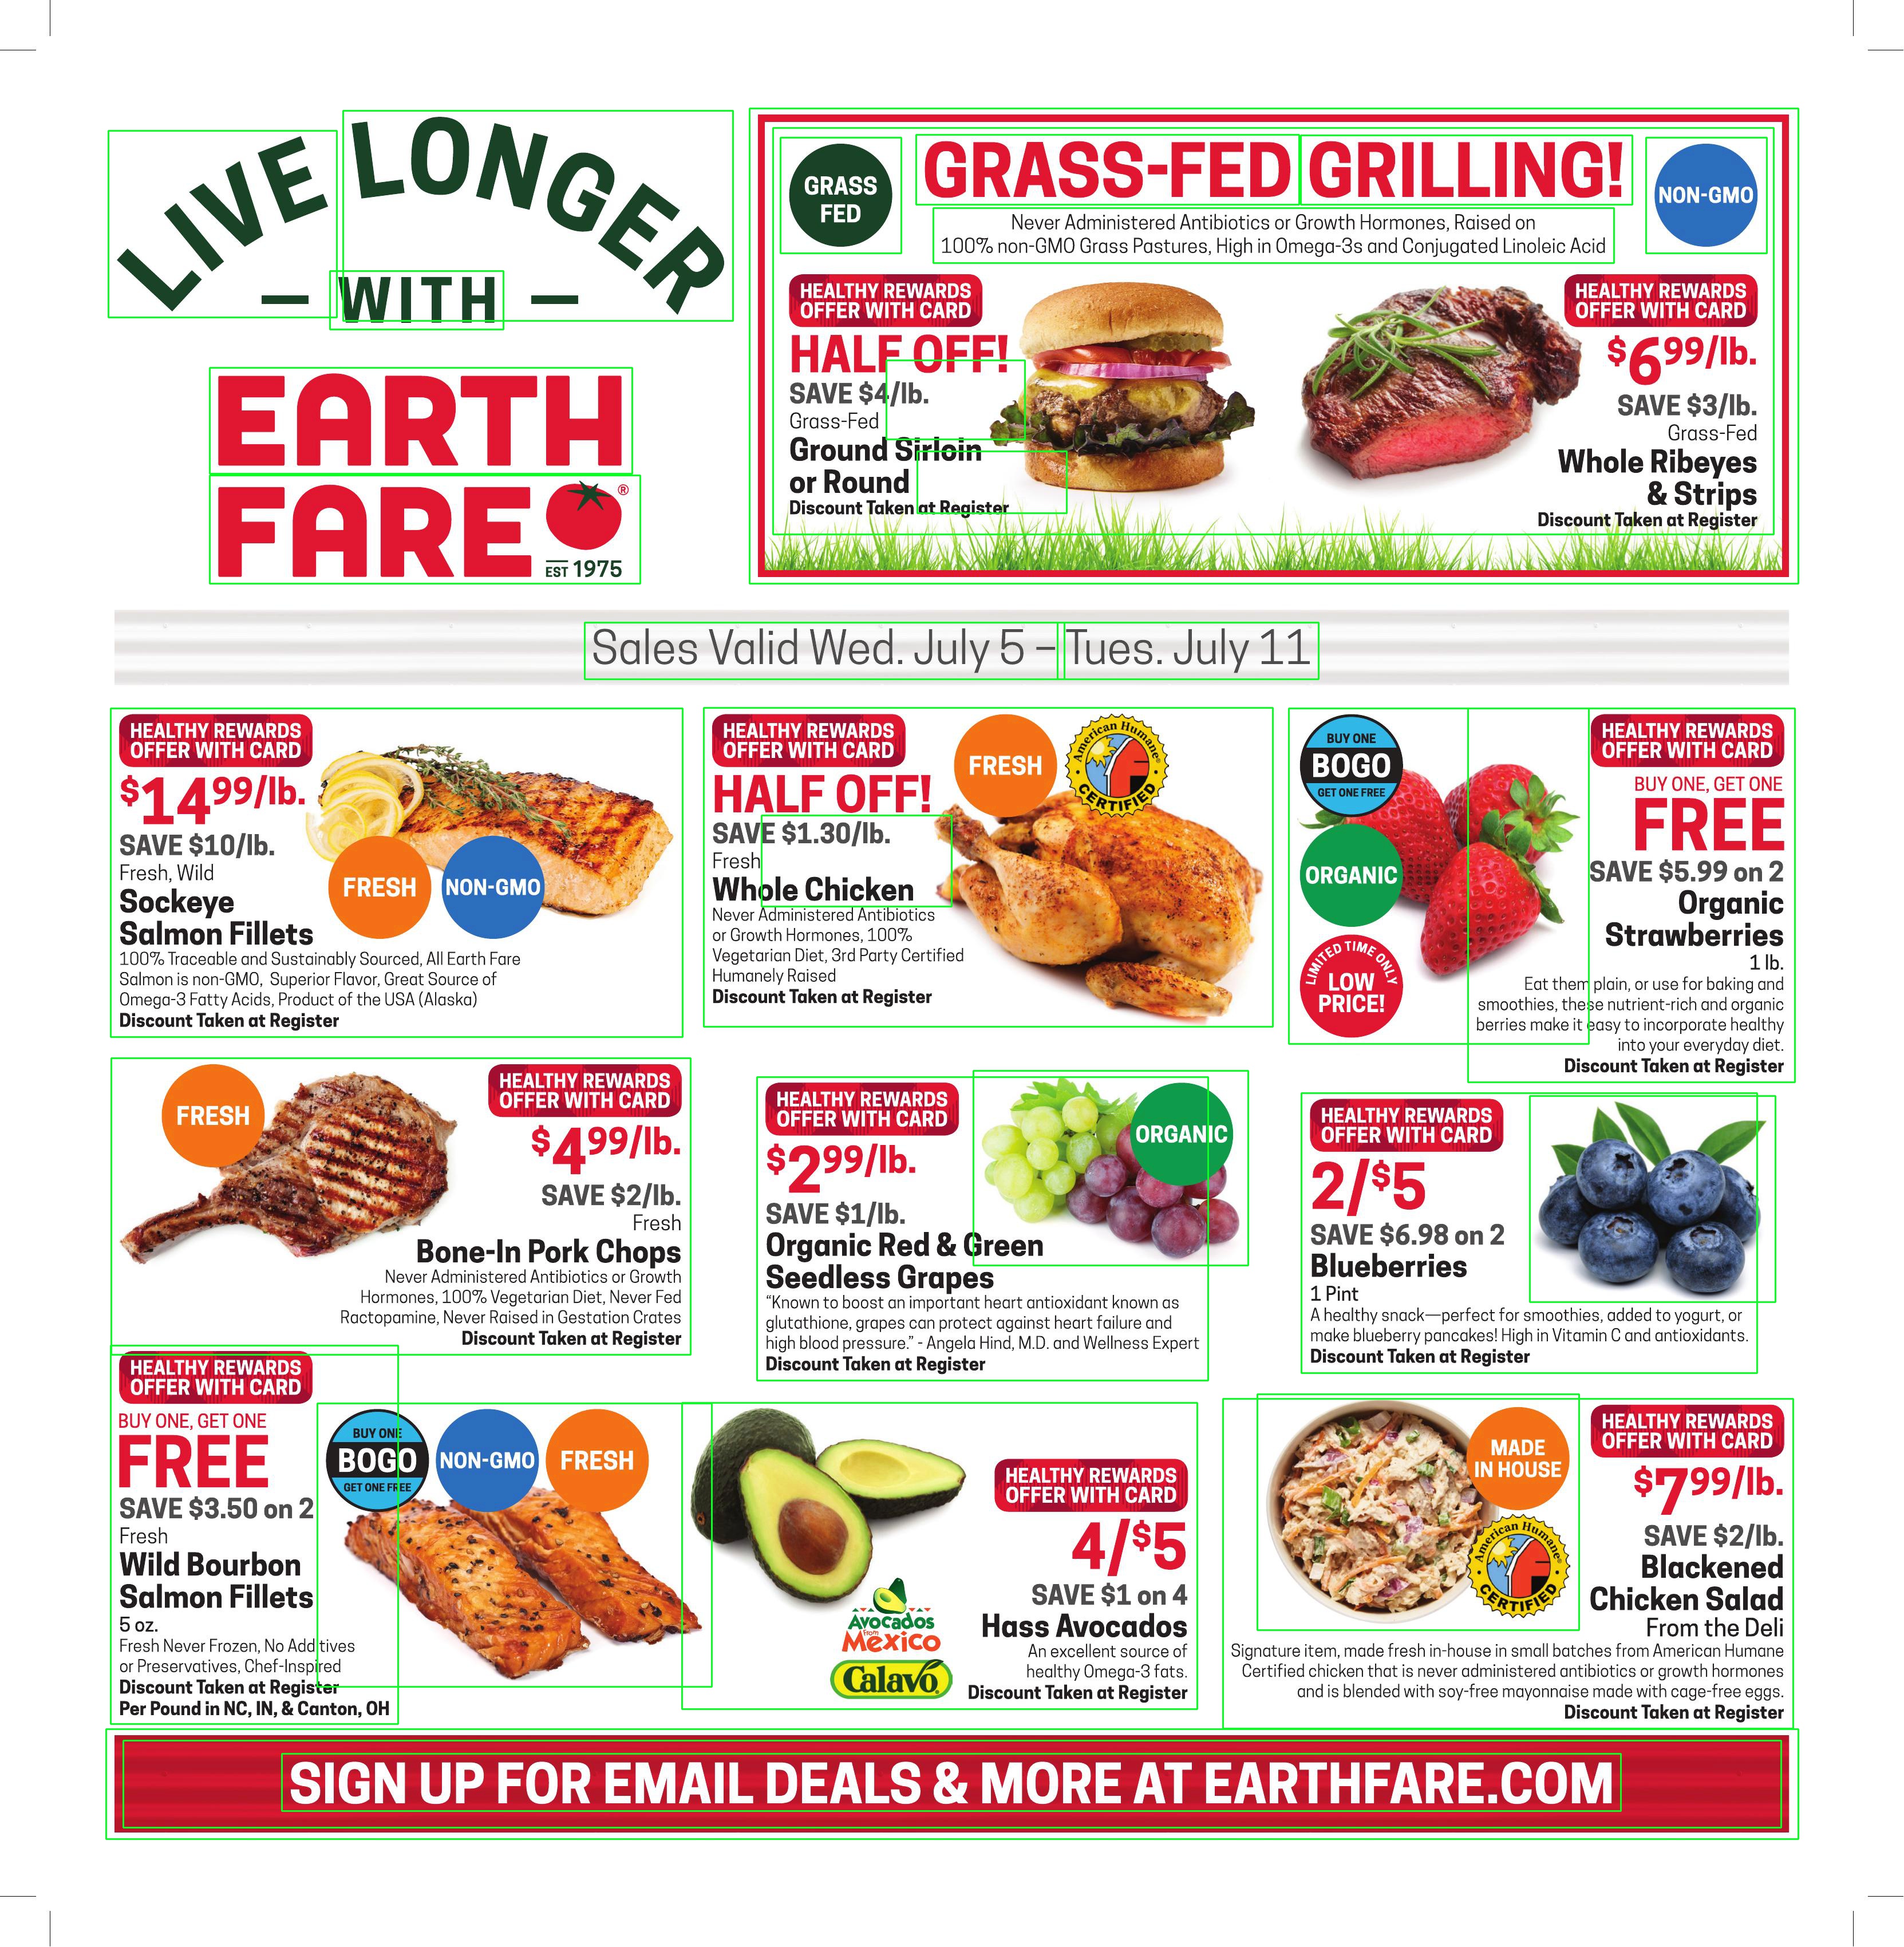 LIVE LONGER
— WITH —
EARTH
FARE®
EST 1975
GRASS
FED
GRASS-FED GRILLING!
NON-GMO
Never Administered Antibiotics or Growth Hormones, Raised on
100% non-GMO Grass Pastures, High in Omega-3s and Conjugated Linoleic Acid
HEALTHY REWARDS
OFFER WITH CARD
HALF OFF!
SAVE $4/lb.
Grass-Fed
Ground Sirloin
or Round
Discount Taken at Register
HEALTHY REWARDS
OFFER WITH CARD
$6 99/lb.
SAVE $3/lb.
Grass-Fed
Whole Ribeyes
& Strips
Discount Taken at Register
Sales Valid Wed. July 5 – Tues. July 11
HEALTHY REWARDS
OFFER WITH CARD
$14 99/lb.
SAVE $10/lb.
Fresh, Wild
Sockeye
Salmon Fillets
FRESH
NON-GMO
100% Traceable and Sustainably Sourced, All Earth Fare
Salmon is non-GMO, Superior Flavor, Great Source of
Omega-3 Fatty Acids, Product of the USA (Alaska)
Discount Taken at Register
HEALTHY REWARDS
OFFER WITH CARD
HALF OFF!
SAVE $1.30/lb.
Fresh
Whole Chicken
FRESH
American Humane
CERTIFIED
Never Administered Antibiotics
or Growth Hormones, 100%
Vegetarian Diet, 3rd Party Certified
Humanely Raised
Discount Taken at Register
BUY ONE
BOGO
GET ONE FREE
ORGANIC
LIMITED TIME ONLY
LOW
PRICE!
HEALTHY REWARDS
OFFER WITH CARD
BUY ONE, GET ONE
FREE
SAVE $5.99 on 2
Organic
Strawberries
1 lb.
Eat them plain, or use for baking and
smoothies, these nutrient-rich and organic
berries make it easy to incorporate healthy
into your everyday diet.
Discount Taken at Register
FRESH
HEALTHY REWARDS
OFFER WITH CARD
$4 99/lb.
SAVE $2/lb.
Fresh
Bone-In Pork Chops
Never Administered Antibiotics or Growth
Hormones, 100% Vegetarian Diet, Never Fed
Ractopamine, Never Raised in Gestation Crates
Discount Taken at Register
HEALTHY REWARDS
OFFER WITH CARD
$2 99/lb.
SAVE $1/lb.
Organic Red & Green
Seedless Grapes
ORGANIC
“Known to boost an important heart antioxidant known as
glutathione, grapes can protect against heart failure and
high blood pressure.” - Angela Hind, M.D. and Wellness Expert
Discount Taken at Register
HEALTHY REWARDS
OFFER WITH CARD
2/$5
SAVE $6.98 on 2
Blueberries
1 Pint
A healthy snack—perfect for smoothies, added to yogurt, or
make blueberry pancakes! High in Vitamin C and antioxidants.
Discount Taken at Register
HEALTHY REWARDS
OFFER WITH CARD
BUY ONE, GET ONE
FREE
SAVE $3.50 on 2
Fresh
Wild Bourbon
Salmon Fillets
5 oz.
Fresh Never Frozen, No Additives
or Preservatives, Chef-Inspired
Discount Taken at Register
Per Pound in NC, IN, & Canton, OH
BUY ONE
BOGO
GET ONE FREE
NON-GMO
FRESH
HEALTHY REWARDS
OFFER WITH CARD
4/$5
SAVE $1 on 4
Hass Avocados
An excellent source of
healthy Omega-3 fats.
Discount Taken at Register
Avocados
From
Mexico
Calavo
MADE
IN HOUSE
American Humane
CERTIFIED
HEALTHY REWARDS
OFFER WITH CARD
$7 99/lb.
SAVE $2/lb.
Blackened
Chicken Salad
From the Deli
Signature item, made fresh in-house in small batches from American Humane
Certified chicken that is never administered antibiotics or growth hormones
and is blended with soy-free mayonnaise made with cage-free eggs.
Discount Taken at Register
SIGN UP FOR EMAIL DEALS & MORE AT EARTHFARE.COM